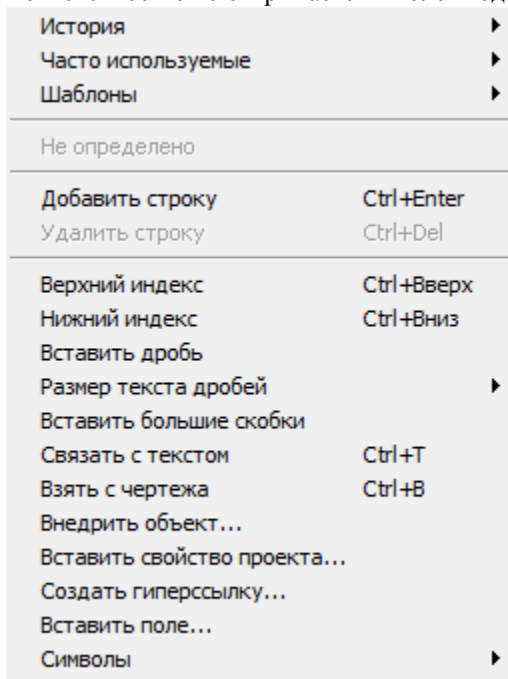 История
Часто используемые
Шаблоны
Не определено
Добавить строку Ctrl+Enter
Удалить строку Ctrl+Del
Верхний индекс Ctrl+Вверх
Нижний индекс Ctrl+Вниз
Вставить дробь
Размер текста дробей
Вставить большие скобки
Связать с текстом Ctrl+T
Взять с чертежа Ctrl+B
Внедрить объект...
Вставить свойство проекта...
Создать гиперссылку...
Вставить поле...
Символы